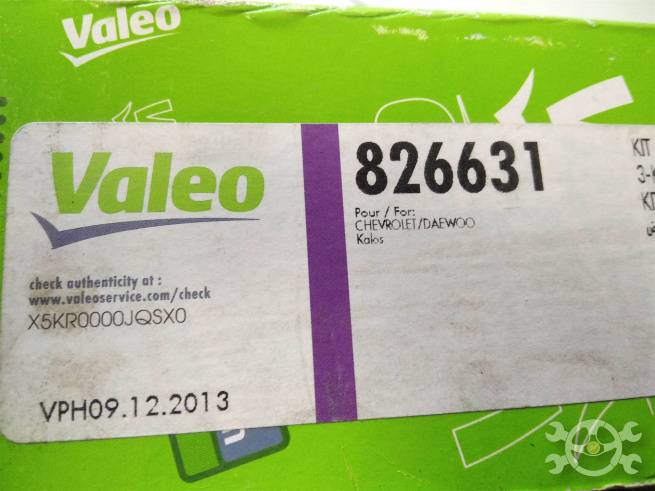 Valeo
Valeo
826631
Pour / For:
CHEVROLET/DAEWOO
Kalos
KIT
check authenticity at :
www.valeoservice.com/check
X5KR0000JQSX0
VPH09.12.2013